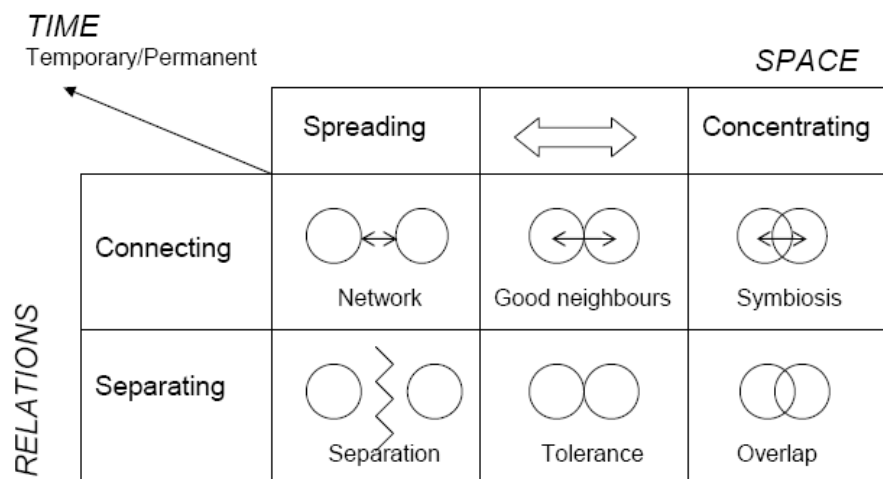 TIME
Temporary/Permanent
SPACE
Spreading
Concentrating
Connecting
Network
Good neighbours
Symbiosis
RELATIONS
Separating
Separation
Tolerance
Overlap